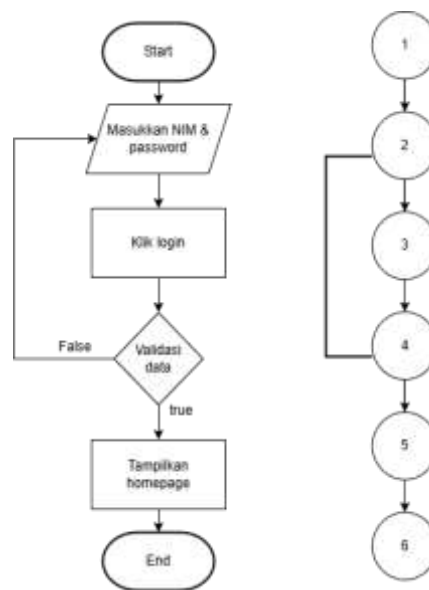 Start
Masukkan NIM &
password
Klik login
False
Validasi
data
true
Tampilkan
homepage
End
1
2
3
4
5
6